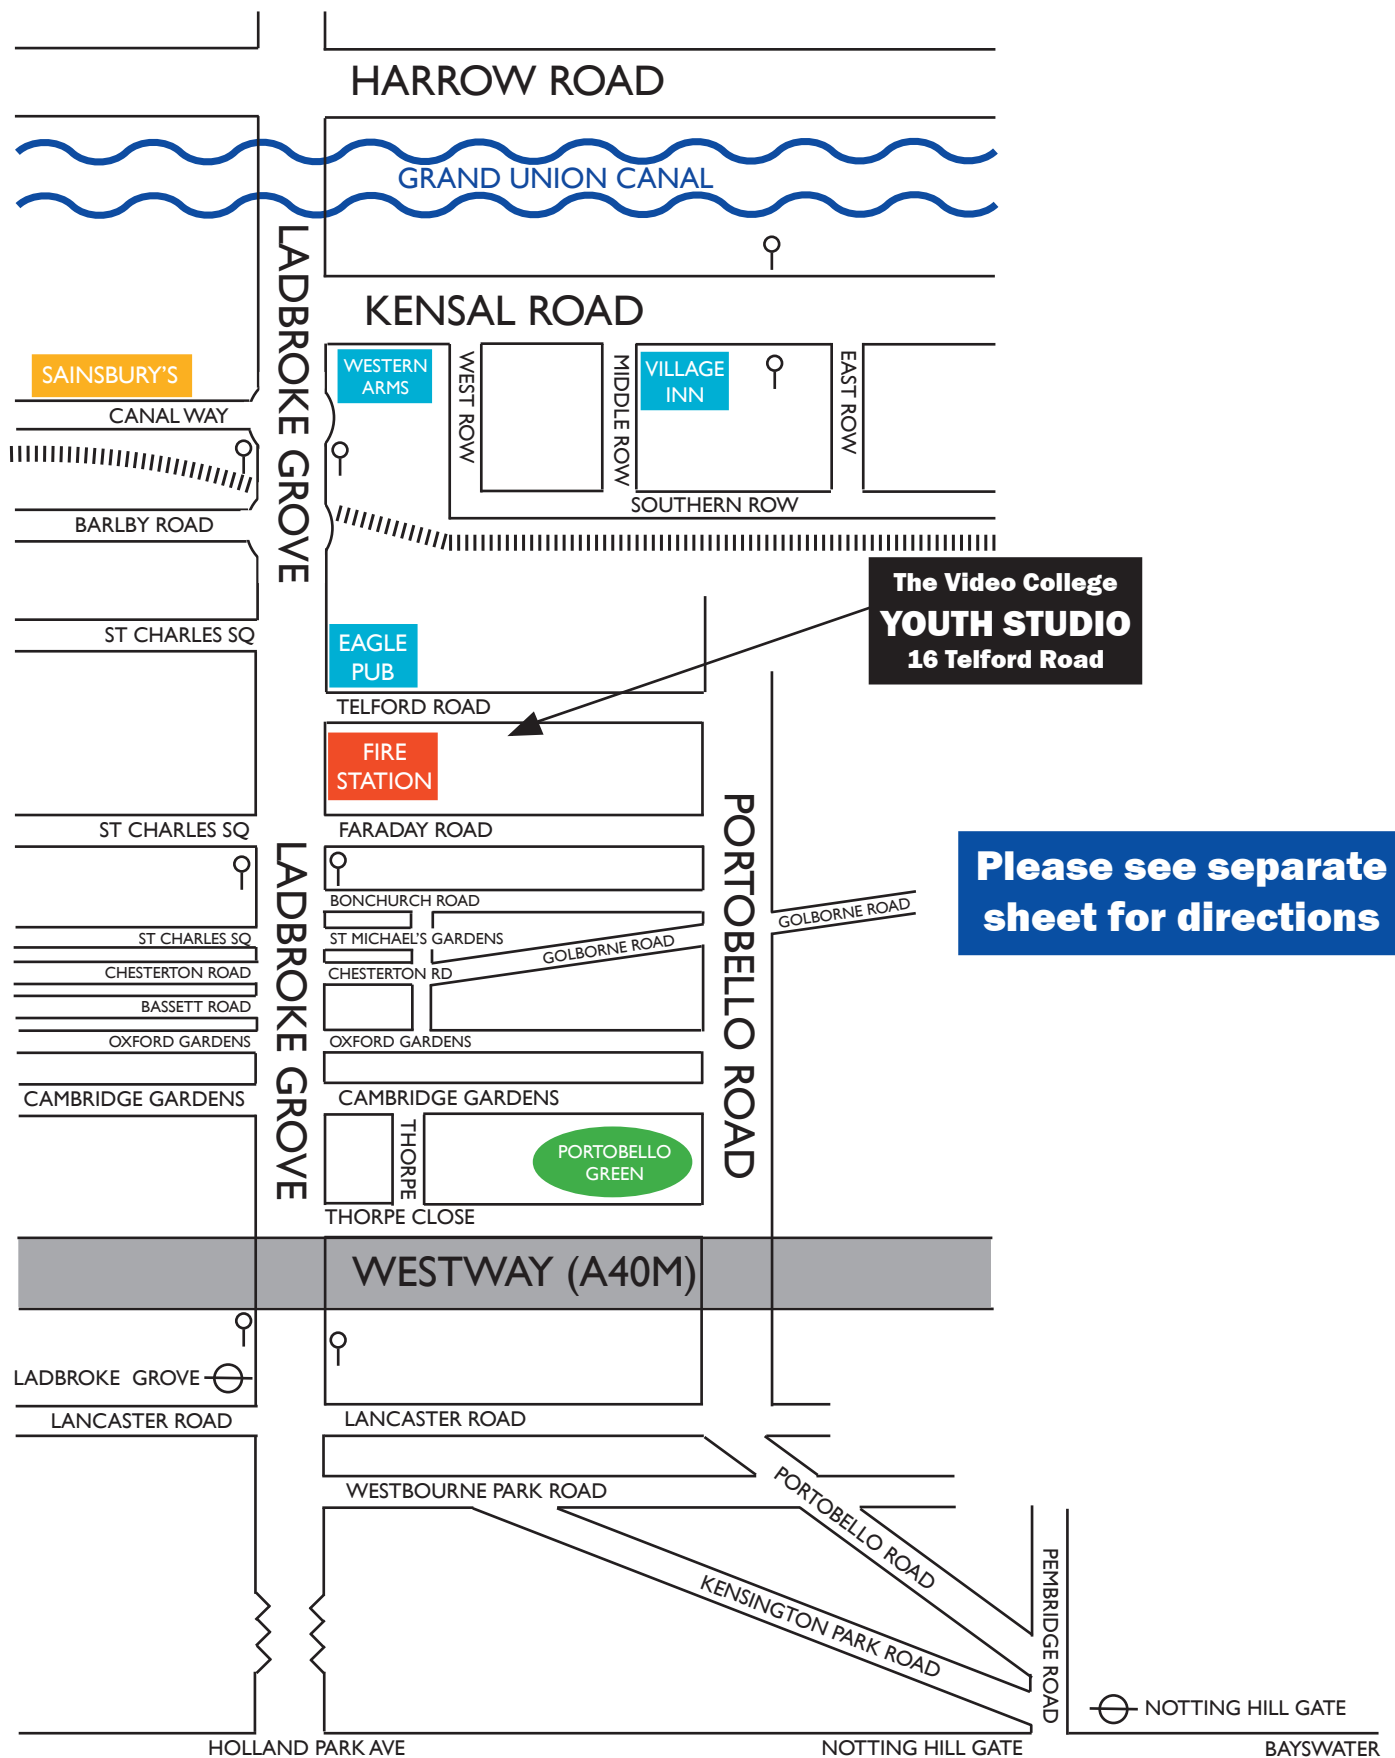 HARROW ROAD
GRAND UNION CANAL
LADBROKE GROVE
KENSAL ROAD
SAINSBURY'S
WESTERN
ARMS
WEST ROW
MIDDLE ROW
VILLAGE
INN
EAST ROW
CANAL WAY
SOUTHERN ROW
BARLBY ROAD
The Video College
YOUTH STUDIO
16 Telford Road
ST CHARLES SQ
EAGLE
PUB
TELFORD ROAD
FIRE
STATION
PORTOBELLO ROAD
ST CHARLES SQ
FARADAY ROAD
LADBROKE GROVE
Please see separate
sheet for directions
BONCHURCH ROAD
GOLBORNE ROAD
ST CHARLES SQ
ST MICHAEL'S GARDENS
GOLBORNE ROAD
CHESTERTON ROAD
CHESTERTON RD
BASSETT ROAD
OXFORD GARDENS
OXFORD GARDENS
CAMBRIDGE GARDENS
CAMBRIDGE GARDENS
THORPE
PORTOBELLO
GREEN
THORPE CLOSE
WESTWAY (A40M)
LADBROKE GROVE
LANCASTER ROAD
LANCASTER ROAD
WESTBOURNE PARK ROAD
PORTOBELLO ROAD
KENSINGTON PARK ROAD
PEMBRIDGE ROAD
NOTTING HILL GATE
HOLLAND PARK AVE
NOTTING HILL GATE
BAYSWATER